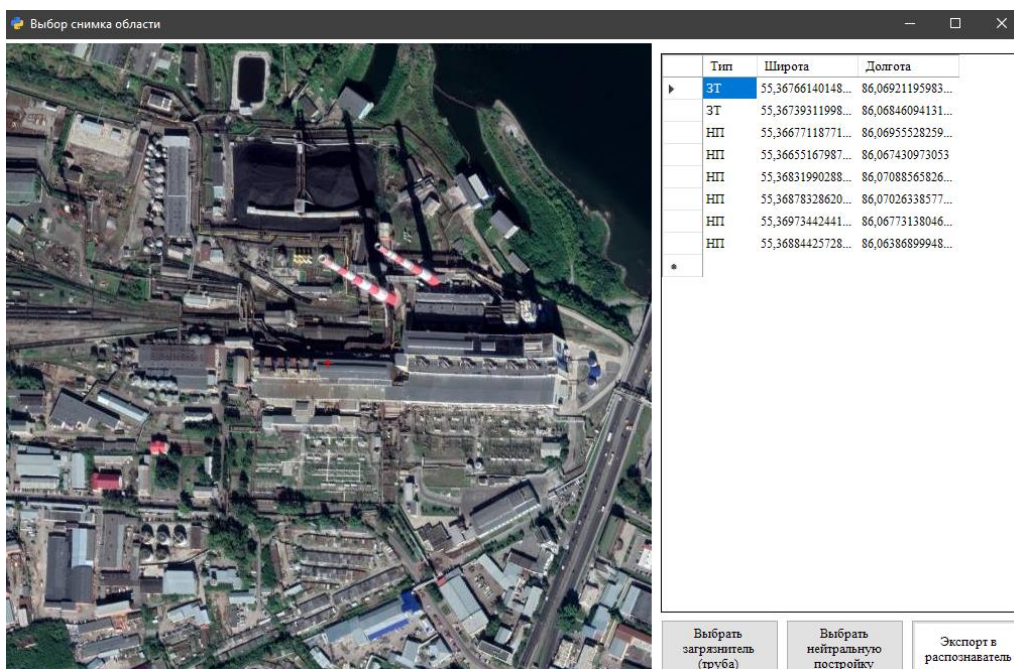 Выбор снимка области
Тип Широта Долгота
ЗТ 55,36766140148... 86,06921195983...
ЗТ 55,36739311998... 86,06846094131...
НП 55,36677118771... 86,06955528259...
НП 55,36655167987... 86,067430973053
НП 55,36831990288... 86,07088565826...
НП 55,36878328620... 86,07026338577...
НП 55,36973442441... 86,06773138046...
НП 55,36884425728... 86,06386899948...
Выбрать
загрязнитель
(труба)
Выбрать
нейтральную
постройку
Экспорт в
распознаватель